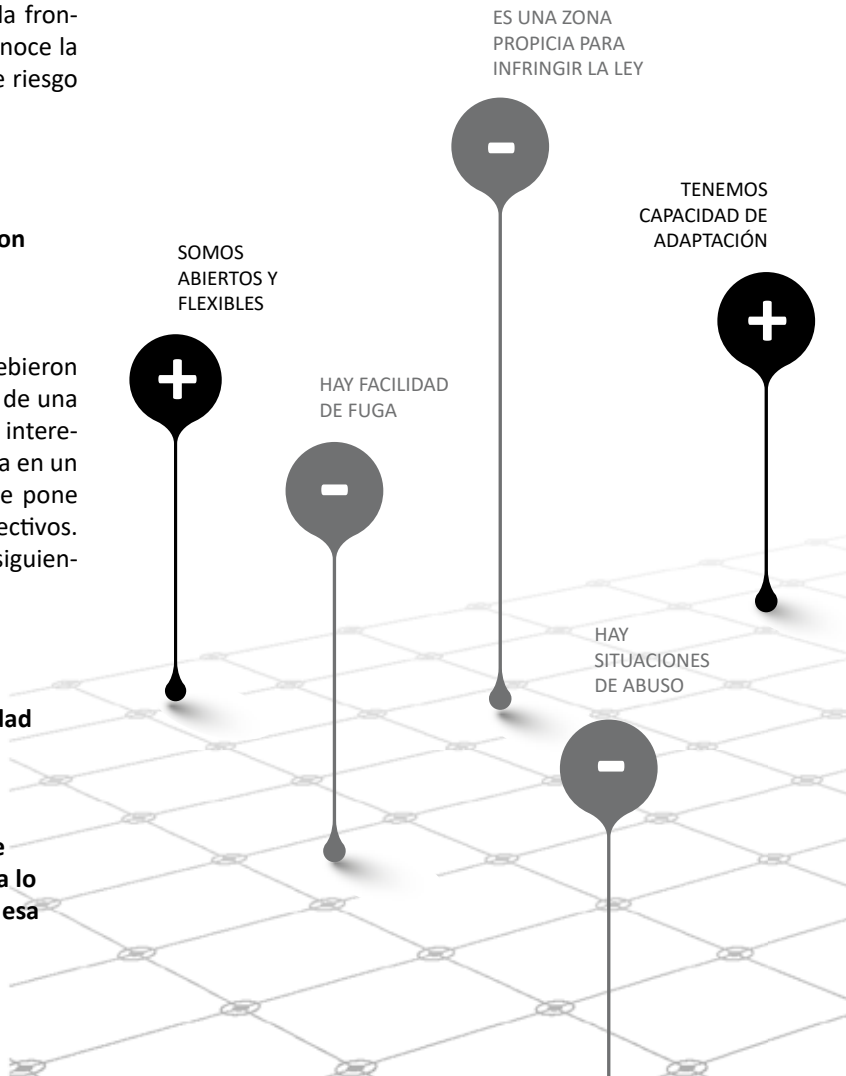 la fron-
noce la
e riesgo
on
ebieron
de una
intere-
a en un
e pone
ectivos.
siguien-
dad
e
a lo
esa
ES UNA ZONA
PROPICIA PARA
INFRINGIR LA LEY
-
TENEMOS
CAPACIDAD DE
ADAPTACIÓN
+
SOMOS
ABIERTOS Y
FLEXIBLES
+
HAY FACILIDAD
DE FUGA
-
HAY
SITUACIONES
DE ABUSO
-